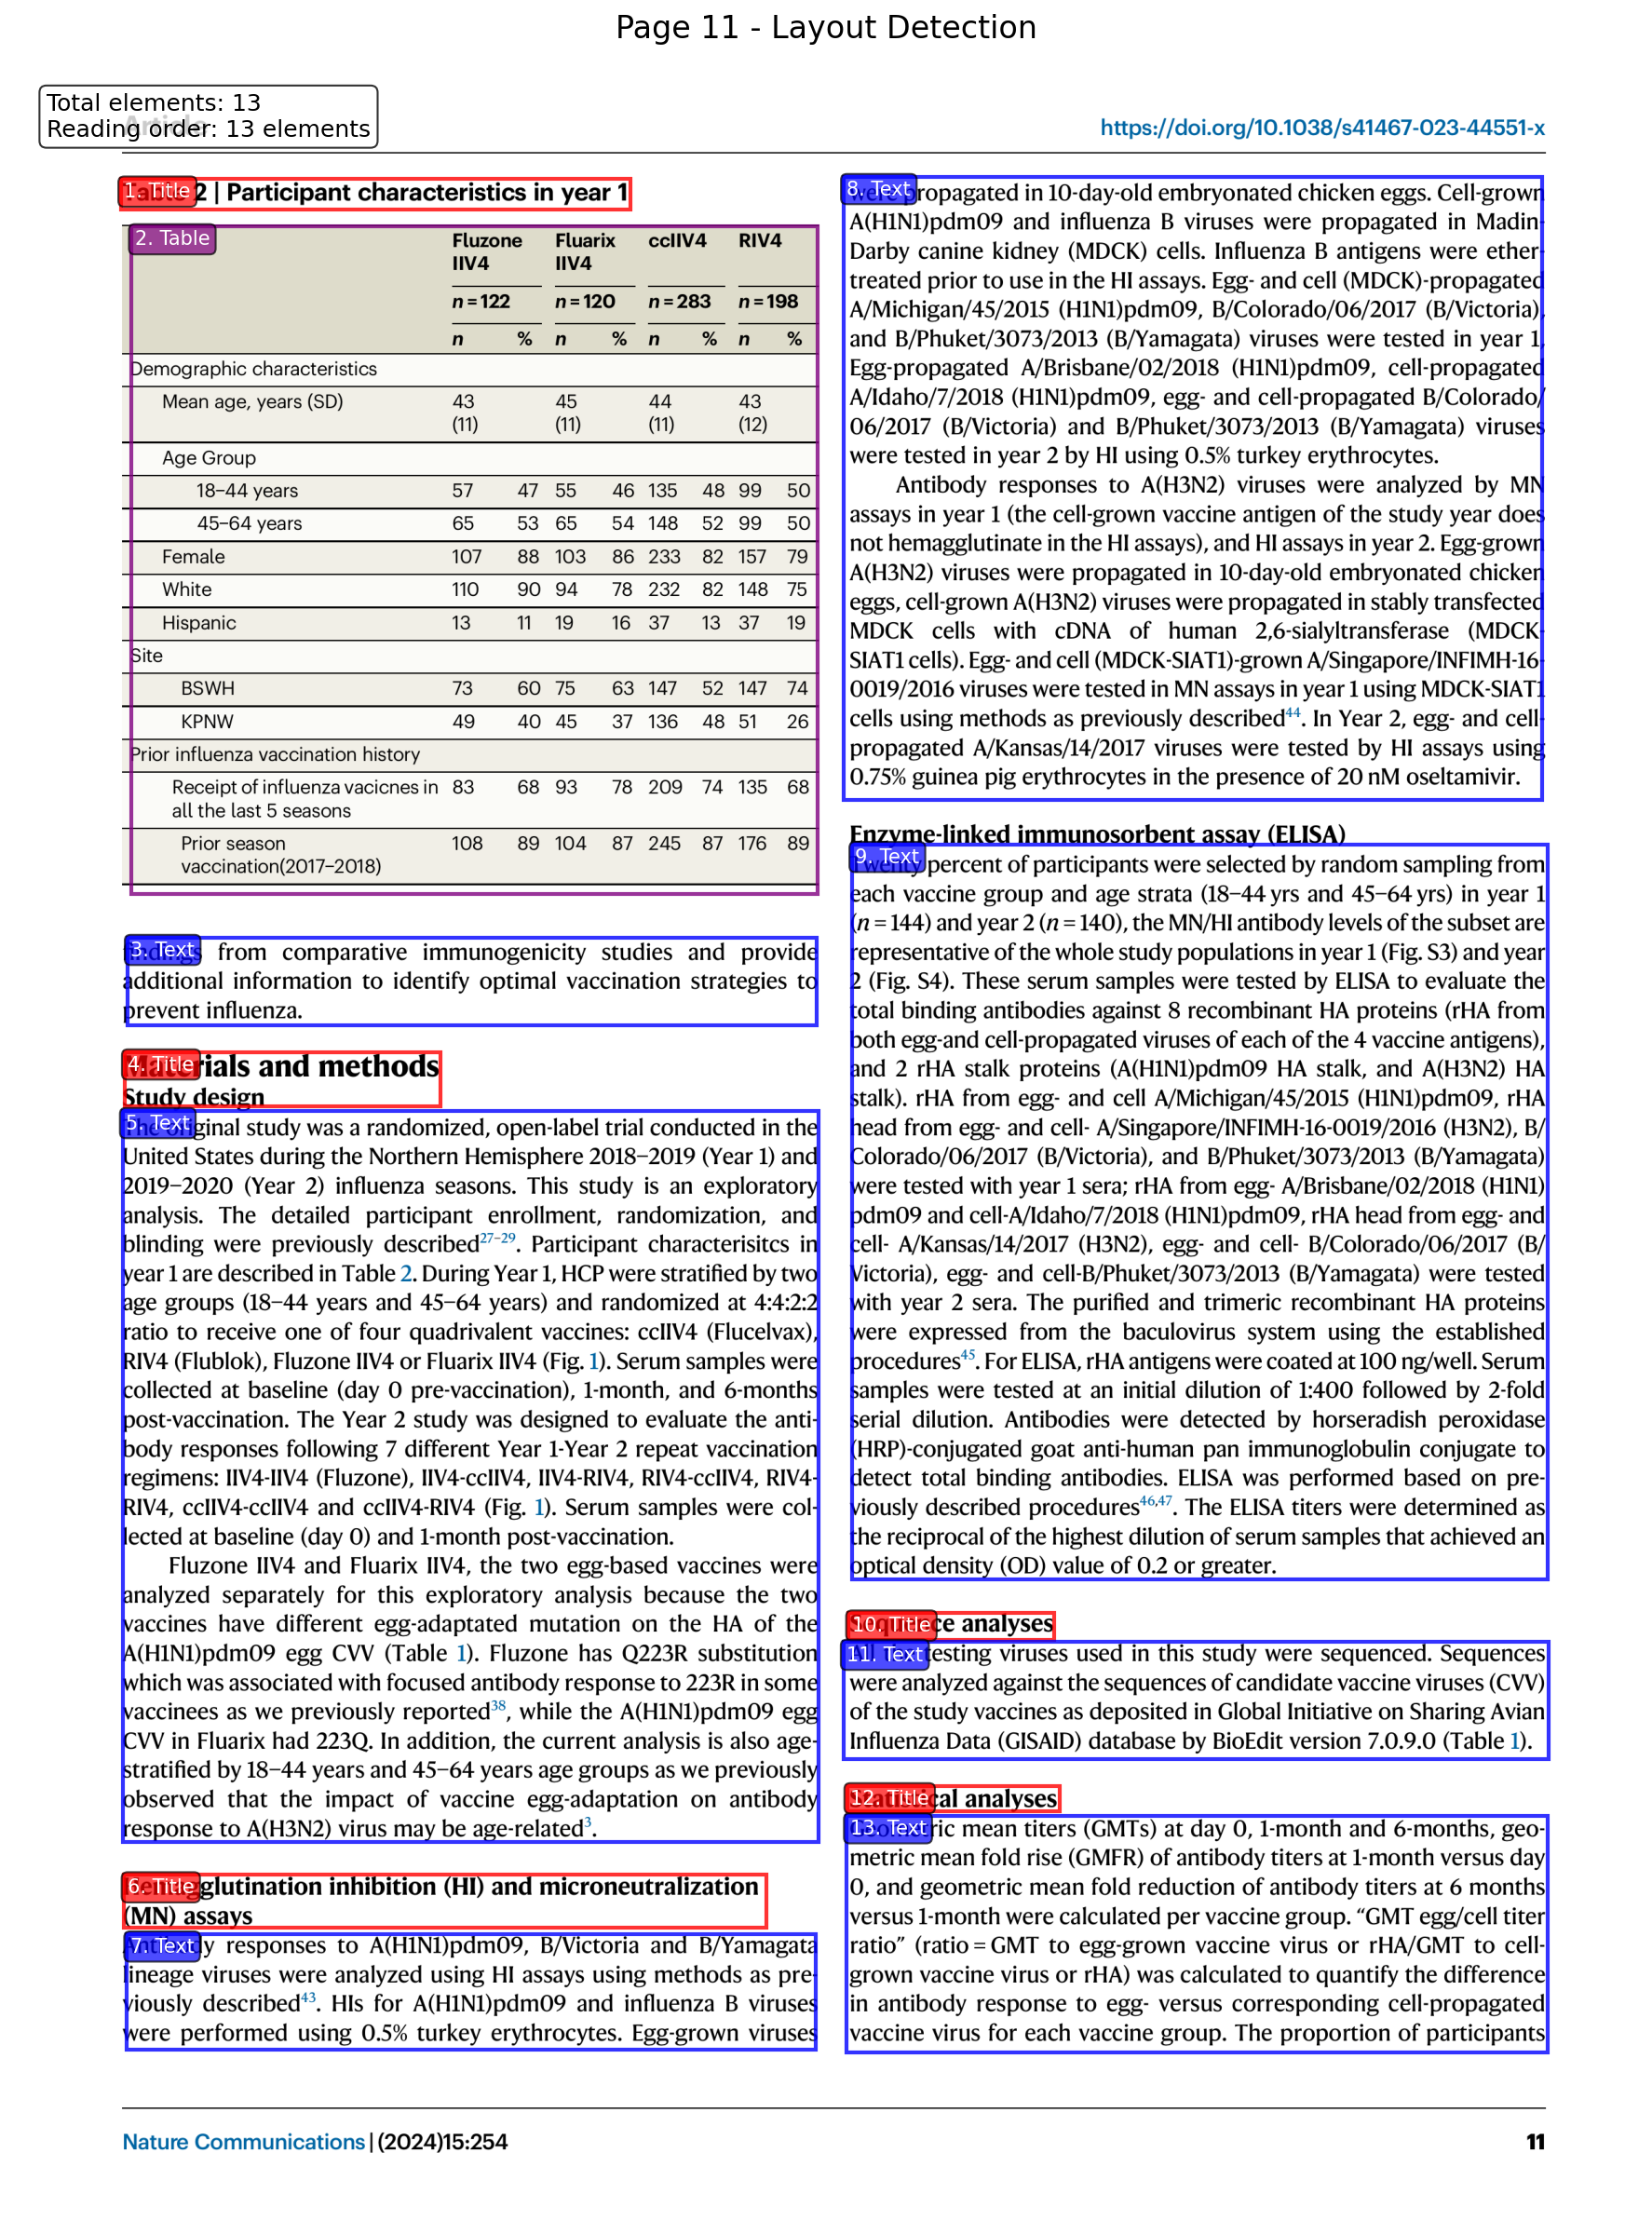 Page 11 - Layout Detection
Total elements: 13
Reading order: 13 elements
https://doi.org/10.1038/s41467-023-44551-x
1. Title
2 | Participant characteristics in year 1
2. Table
Fluzone IIV4 Fluarix IIV4 ccIIV4 RIV4
n = 122 n = 120 n = 283 n = 198
n % n % n % n %
Demographic characteristics
Mean age, years (SD) 43 (11) 45 (11) 44 (11) 43 (12)
Age Group
18–44 years 57 47 55 46 135 48 99 50
45–64 years 65 53 65 54 148 52 99 50
Female 107 88 103 86 233 82 157 79
White 110 90 94 78 232 82 148 75
Hispanic 13 11 19 16 37 13 37 19
Site
BSWH 73 60 75 63 147 52 147 74
KPNW 49 40 45 37 136 48 51 26
Prior influenza vaccination history
Receipt of influenza vacicnes in 83 68 93 78 209 74 135 68
all the last 5 seasons
Prior season 108 89 104 87 245 87 176 89
vaccination(2017–2018)
3. Text
from comparative immunogenicity studies and provide
additional information to identify optimal vaccination strategies to
prevent influenza.
4. Title
Materials and methods
Study design
5. Text
The original study was a randomized, open-label trial conducted in the
United States during the Northern Hemisphere 2018–2019 (Year 1) and
2019–2020 (Year 2) influenza seasons. This study is an exploratory
analysis. The detailed participant enrollment, randomization, and
blinding were previously described27–29. Participant characterisitcs in
year 1 are described in Table 2. During Year 1, HCP were stratified by two
age groups (18–44 years and 45–64 years) and randomized at 4:4:2:2
ratio to receive one of four quadrivalent vaccines: ccIIV4 (Flucelvax),
RIV4 (Flublok), Fluzone IIV4 or Fluarix IIV4 (Fig. 1). Serum samples were
collected at baseline (day 0 pre-vaccination), 1-month, and 6-months
post-vaccination. The Year 2 study was designed to evaluate the anti-
body responses following 7 different Year 1-Year 2 repeat vaccination
regimens: IIV4-IIV4 (Fluzone), IIV4-ccIIV4, IIV4-RIV4, RIV4-ccIIV4, RIV4-
RIV4, ccIIV4-ccIIV4 and ccIIV4-RIV4 (Fig. 1). Serum samples were col-
lected at baseline (day 0) and 1-month post-vaccination.
Fluzone IIV4 and Fluarix IIV4, the two egg-based vaccines were
analyzed separately for this exploratory analysis because the two
vaccines have different egg-adaptated mutation on the HA of the
A(H1N1)pdm09 egg CVV (Table 1). Fluzone has Q223R substitution
which was associated with focused antibody response to 223R in some
vaccinees as we previously reported38, while the A(H1N1)pdm09 egg
CVV in Fluarix had 223Q. In addition, the current analysis is also age-
stratified by 18–44 years and 45–64 years age groups as we previously
observed that the impact of vaccine egg-adaptation on antibody
response to A(H3N2) virus may be age-related3.
6. Title
Hemagglutination inhibition (HI) and microneutralization
(MN) assays
7. Text
Antibody responses to A(H1N1)pdm09, B/Victoria and B/Yamagata
lineage viruses were analyzed using HI assays using methods as pre-
viously described43. HIs for A(H1N1)pdm09 and influenza B viruses
were performed using 0.5% turkey erythrocytes. Egg-grown viruses
8. Text
were propagated in 10-day-old embryonated chicken eggs. Cell-grown
A(H1N1)pdm09 and influenza B viruses were propagated in Madin-
Darby canine kidney (MDCK) cells. Influenza B antigens were ether-
treated prior to use in the HI assays. Egg- and cell (MDCK)-propagated
A/Michigan/45/2015 (H1N1)pdm09, B/Colorado/06/2017 (B/Victoria),
and B/Phuket/3073/2013 (B/Yamagata) viruses were tested in year 1.
Egg-propagated A/Brisbane/02/2018 (H1N1)pdm09, cell-propagated
A/Idaho/7/2018 (H1N1)pdm09, egg- and cell-propagated B/Colorado/
06/2017 (B/Victoria) and B/Phuket/3073/2013 (B/Yamagata) viruses
were tested in year 2 by HI using 0.5% turkey erythrocytes.
Antibody responses to A(H3N2) viruses were analyzed by MN
assays in year 1 (the cell-grown vaccine antigen of the study year does
not hemagglutinate in the HI assays), and HI assays in year 2. Egg-grown
A(H3N2) viruses were propagated in 10-day-old embryonated chicken
eggs, cell-grown A(H3N2) viruses were propagated in stably transfected
MDCK cells with cDNA of human 2,6-sialyltransferase (MDCK-
SIAT1 cells). Egg- and cell (MDCK-SIAT1)-grown A/Singapore/INFIMH-16-
0019/2016 viruses were tested in MN assays in year 1 using MDCK-SIAT1
cells using methods as previously described44. In Year 2, egg- and cell-
propagated A/Kansas/14/2017 viruses were tested by HI assays using
0.75% guinea pig erythrocytes in the presence of 20 nM oseltamivir.
Enzyme-linked immunosorbent assay (ELISA)
9. Text
Twenty percent of participants were selected by random sampling from
each vaccine group and age strata (18–44 yrs and 45–64 yrs) in year 1
(n = 144) and year 2 (n = 140), the MN/HI antibody levels of the subset are
representative of the whole study populations in year 1 (Fig. S3) and year
2 (Fig. S4). These serum samples were tested by ELISA to evaluate the
total binding antibodies against 8 recombinant HA proteins (rHA from
both egg-and cell-propagated viruses of each of the 4 vaccine antigens),
and 2 rHA stalk proteins (A(H1N1)pdm09 HA stalk, and A(H3N2) HA
stalk). rHA from egg- and cell A/Michigan/45/2015 (H1N1)pdm09, rHA
head from egg- and cell- A/Singapore/INFIMH-16-0019/2016 (H3N2), B/
Colorado/06/2017 (B/Victoria), and B/Phuket/3073/2013 (B/Yamagata)
were tested with year 1 sera; rHA from egg- A/Brisbane/02/2018 (H1N1)
pdm09 and cell-A/Idaho/7/2018 (H1N1)pdm09, rHA head from egg- and
cell- A/Kansas/14/2017 (H3N2), egg- and cell- B/Colorado/06/2017 (B/
Victoria), egg- and cell-B/Phuket/3073/2013 (B/Yamagata) were tested
with year 2 sera. The purified and trimeric recombinant HA proteins
were expressed from the baculovirus system using the established
procedures45. For ELISA, rHA antigens were coated at 100 ng/well. Serum
samples were tested at an initial dilution of 1:400 followed by 2-fold
serial dilution. Antibodies were detected by horseradish peroxidase
(HRP)-conjugated goat anti-human pan immunoglobulin conjugate to
detect total binding antibodies. ELISA was performed based on pre-
viously described procedures46,47. The ELISA titers were determined as
the reciprocal of the highest dilution of serum samples that achieved an
optical density (OD) value of 0.2 or greater.
10. Title
Sequence analyses
11. Text
testing viruses used in this study were sequenced. Sequences
were analyzed against the sequences of candidate vaccine viruses (CVV)
of the study vaccines as deposited in Global Initiative on Sharing Avian
Influenza Data (GISAID) database by BioEdit version 7.0.9.0 (Table 1).
12. Title
Statistical analyses
13. Text
Geometric mean titers (GMTs) at day 0, 1-month and 6-months, geo-
metric mean fold rise (GMFR) of antibody titers at 1-month versus day
0, and geometric mean fold reduction of antibody titers at 6 months
versus 1-month were calculated per vaccine group. “GMT egg/cell titer
ratio” (ratio = GMT to egg-grown vaccine virus or rHA/GMT to cell-
grown vaccine virus or rHA) was calculated to quantify the difference
in antibody response to egg- versus corresponding cell-propagated
vaccine virus for each vaccine group. The proportion of participants
Nature Communications | (2024)15:254
11